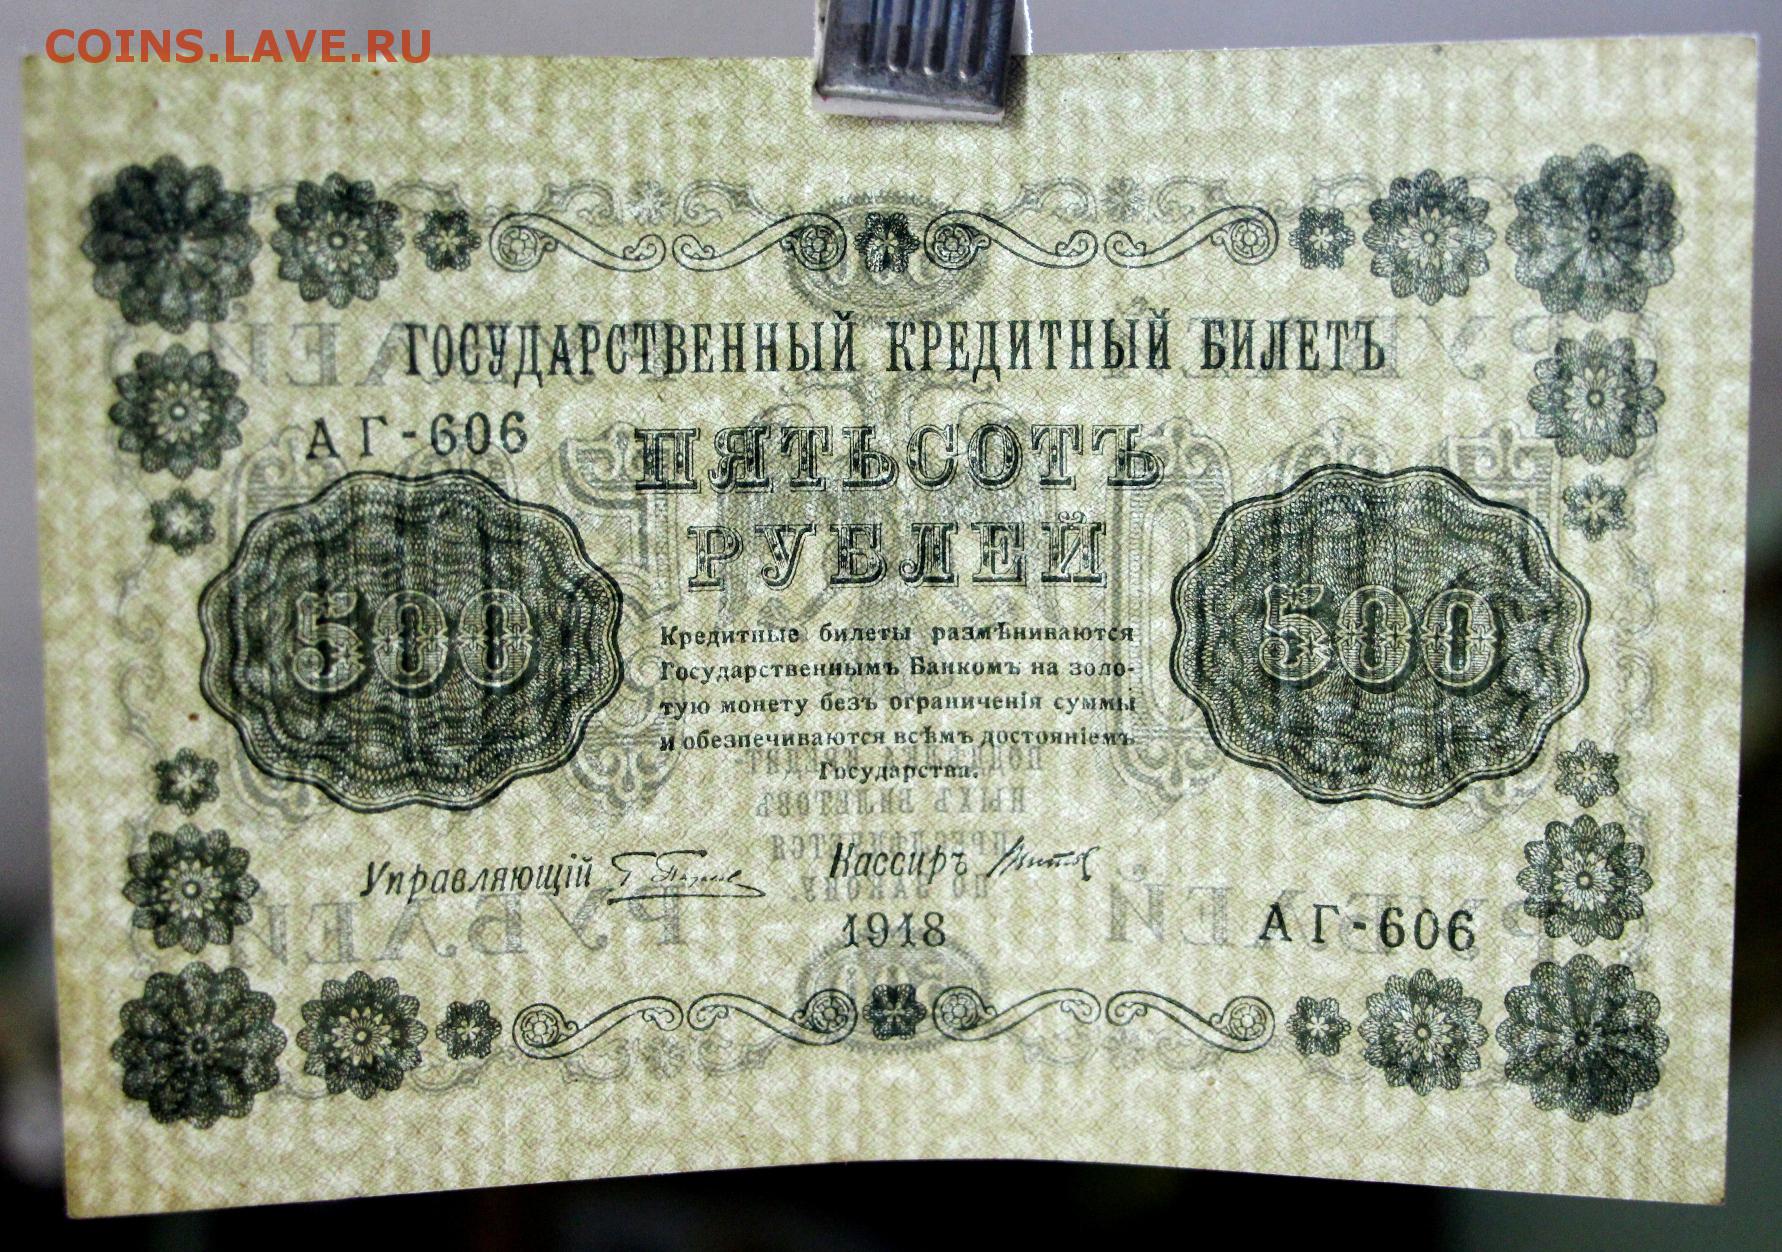 COINS.LAVE.RU
ГОСУДАРСТВЕННЫЙ КРЕДИТНЫЙ БИЛЕТЪ
АГ-606
ПЯТЬСОТЪ
РУБЛЕЙ
500
500
Кредитные билеты размѣниваются
Государственнымъ Банкомъ на золо-
тую монету безъ ограниченія суммы
и обезпечиваются всѣмъ достояніемъ
Государства.
Управляющій
Кассиръ
1918
АГ-606